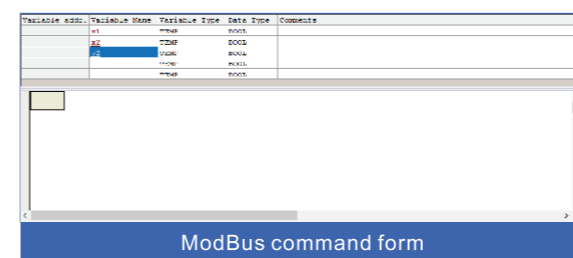 Variable addr. Variable Name Variable Type Data Type Comments
x1 TEMP BOOL
x2 TEMP BOOL
TEMP BOOL
TEMP BOOL
TEMP BOOL
ModBus command form